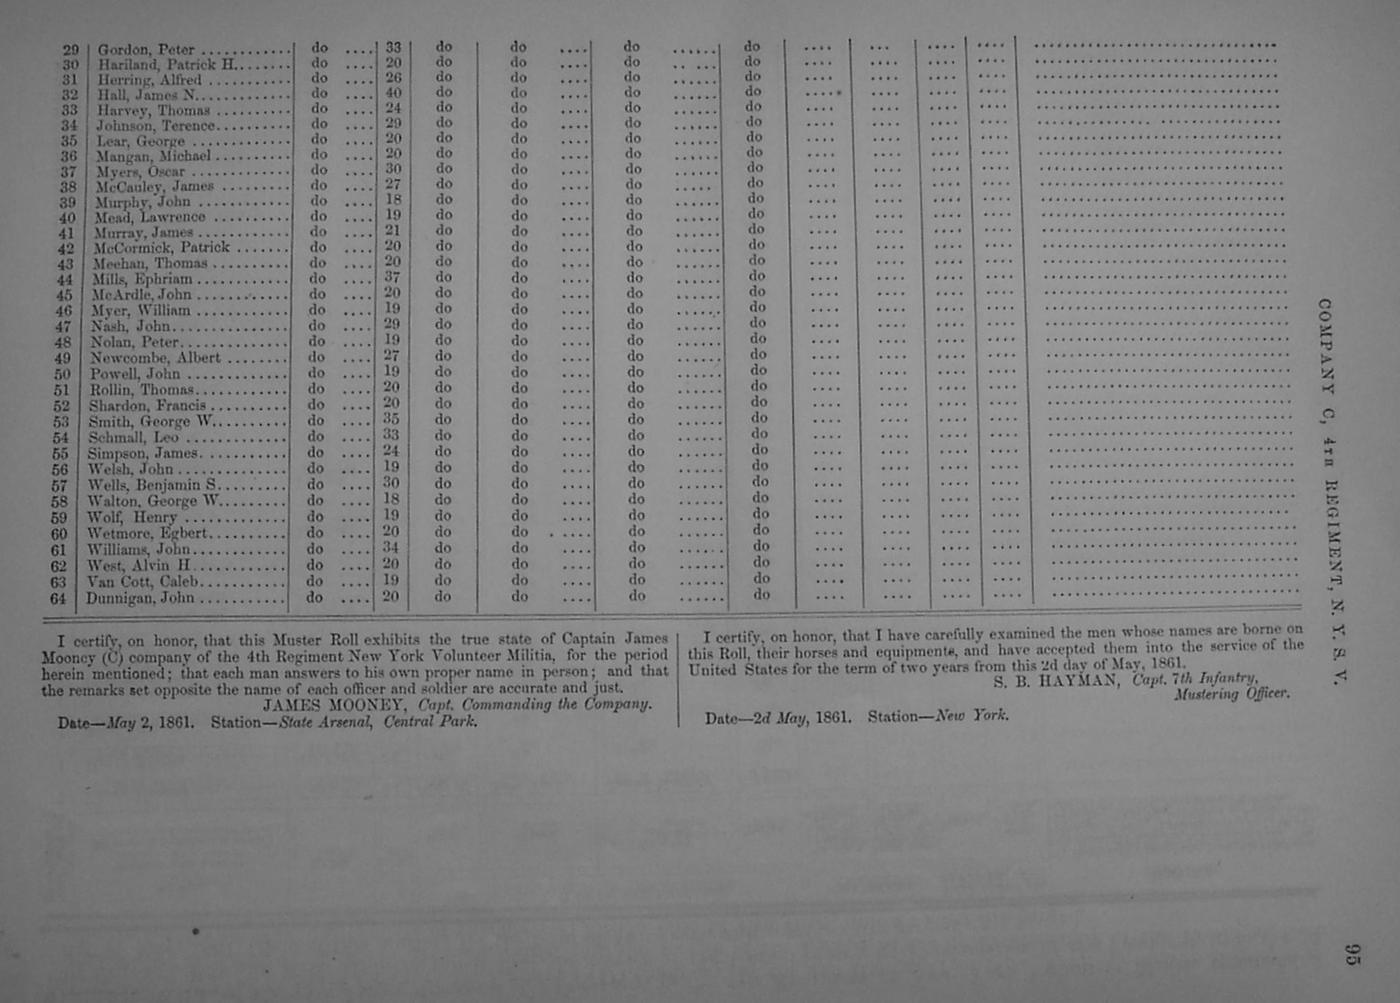 29 Gordon, Peter ............ do .... 33 do do .... do ...... do .... ... .... .... ..............................
30 Hariland, Patrick H........ do .... 20 do do .... do ...... do .... ... .... .... ..............................
31 Herring, Alfred ........... do .... 26 do do .... do ...... do .... .... .... .... ..............................
32 Hall, James N............ do .... 40 do do .... do ...... do .... .... .... .... ..............................
33 Harvey, Thomas .......... do .... 24 do do .... do ...... do .... .... .... .... ..............................
34 Johnson, Terence.......... do .... 29 do do .... do ...... do .... .... .... .... ..............................
35 Lear, George ............. do .... 20 do do .... do ...... do .... .... .... .... ..............................
36 Mangan, Michael .......... do .... 20 do do .... do ...... do .... .... .... .... ..............................
37 Myers, Oscar ............. do .... 30 do do .... do ...... do .... .... .... .... ..............................
38 McCauley, James ......... do .... 27 do do .... do ..... do .... .... .... .... ..............................
39 Murphy, John ............ do .... 18 do do .... do ...... do .... .... .... .... ..............................
40 Mead, Lawrence .......... do .... 19 do do .... do ...... do .... .... .... .... ..............................
41 Murray, James ............ do .... 21 do do .... do ...... do .... .... .... .... ..............................
42 McCormick, Patrick ....... do .... 20 do do .... do ...... do .... .... .... .... ..............................
43 Meehan, Thomas .......... do .... 20 do do .... do ...... do .... .... .... .... ..............................
44 Mills, Ephriam ............ do .... 37 do do .... do ...... do .... .... .... .... ..............................
45 McArdle, John ............ do .... 20 do do .... do ...... do .... .... .... .... ..............................
46 Myer, William ............ do .... 19 do do .... do ...... do .... .... .... .... ..............................
47 Nash, John............... do .... 29 do do .... do ...... do .... .... .... .... ..............................
48 Nolan, Peter.............. do .... 19 do do .... do ...... do .... .... .... .... ..............................
49 Newcombe, Albert ........ do .... 27 do do .... do ...... do .... .... .... .... ..............................
50 Powell, John ............. do .... 19 do do .... do ...... do .... .... .... .... ..............................
51 Rollin, Thomas............ do .... 20 do do .... do ...... do .... .... .... .... ..............................
52 Shardon, Francis .......... do .... 20 do do .... do ...... do .... .... .... .... ..............................
53 Smith, George W.......... do .... 35 do do .... do ...... do .... .... .... .... ..............................
54 Schmall, Leo ............. do .... 33 do do .... do ...... do .... .... .... .... ..............................
55 Simpson, James........... do .... 24 do do .... do ...... do .... .... .... .... ..............................
56 Welsh, John .............. do .... 19 do do .... do ...... do .... .... .... .... ..............................
57 Wells, Benjamin S......... do .... 30 do do .... do ...... do .... .... .... .... ..............................
58 Walton, George W......... do .... 18 do do .... do ...... do .... .... .... .... ..............................
59 Wolf, Henry ............. do .... 19 do do .... do ...... do .... .... .... .... ..............................
60 Wetmore, Egbert.......... do .... 20 do do ..... do ...... do .... .... .... .... ..............................
61 Williams, John............ do .... 34 do do .... do ...... do .... .... .... .... ..............................
62 West, Alvin H............ do .... 20 do do .... do ...... do .... .... .... .... ..............................
63 Van Cott, Caleb........... do .... 19 do do .... do ...... do .... .... .... .... ..............................
64 Dunnigan, John ........... do .... 20 do do .... do ...... do .... .... .... .... ..............................
I certify, on honor, that this Muster Roll exhibits the true state of Captain James
Mooney (C) company of the 4th Regiment New York Volunteer Militia, for the period
herein mentioned; that each man answers to his own proper name in person; and that
the remarks set opposite the name of each officer and soldier are accurate and just.
JAMES MOONEY, Capt. Commanding the Company.
Date—May 2, 1861. Station—State Arsenal, Central Park.
I certify, on honor, that I have carefully examined the men whose names are borne on
this Roll, their horses and equipments, and have accepted them into the service of the
United States for the term of two years from this 2d day of May, 1861.
S. B. HAYMAN, Capt. 7th Infantry,
Mustering Officer.
Date—2d May, 1861. Station—New York.
COMPANY C, 4TH REGIMENT, N. Y. S. V.
95